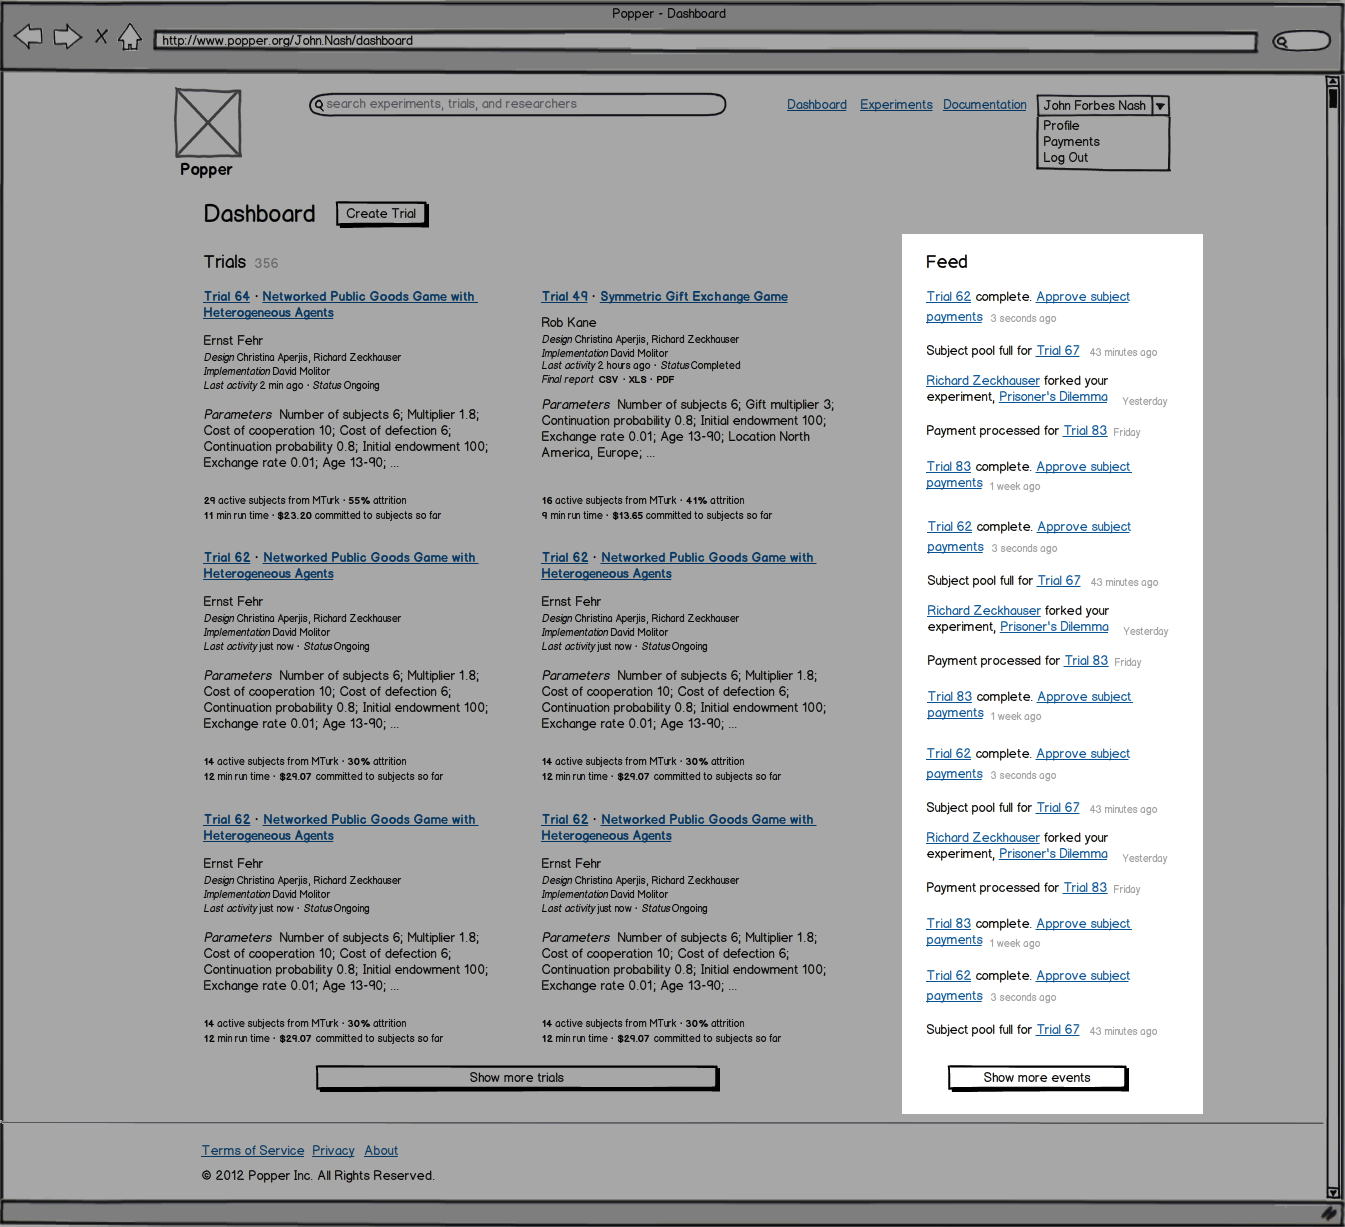 Popper - Dashboard
http://www.popper.org/John.Nash/dashboard
search experiments, trials, and researchers
Dashboard Experiments Documentation
John Forbes Nash
Profile
Payments
Log Out
Popper
Dashboard
Create Trial
Trials 356
Trial 64 · Networked Public Goods Game with
Heterogeneous Agents
Ernst Fehr
Design Christina Aperjis, Richard Zeckhauser
Implementation David Molitor
Last activity 2 min ago · Status Ongoing
Parameters Number of subjects 6; Multiplier 1.8;
Cost of cooperation 10; Cost of defection 6;
Continuation probability 0.8; Initial endowment 100;
Exchange rate 0.01; Age 13-90; ...
29 active subjects from MTurk · 55% attrition
11 min run time · $23.20 committed to subjects so far
Trial 49 · Symmetric Gift Exchange Game
Rob Kane
Design Christina Aperjis, Richard Zeckhauser
Implementation David Molitor
Last activity 2 hours ago · Status Completed
Final report CSV · XLS · PDF
Parameters Number of subjects 6; Gift multiplier 3;
Continuation probability 0.8; Initial endowment 100;
Exchange rate 0.01; Age 13-90; Location North
America, Europe; ...
16 active subjects from MTurk · 41% attrition
9 min run time · $13.65 committed to subjects so far
Trial 62 · Networked Public Goods Game with
Heterogeneous Agents
Ernst Fehr
Design Christina Aperjis, Richard Zeckhauser
Implementation David Molitor
Last activity just now · Status Ongoing
Parameters Number of subjects 6; Multiplier 1.8;
Cost of cooperation 10; Cost of defection 6;
Continuation probability 0.8; Initial endowment 100;
Exchange rate 0.01; Age 13-90; ...
14 active subjects from MTurk · 30% attrition
12 min run time · $29.07 committed to subjects so far
Trial 62 · Networked Public Goods Game with
Heterogeneous Agents
Ernst Fehr
Design Christina Aperjis, Richard Zeckhauser
Implementation David Molitor
Last activity just now · Status Ongoing
Parameters Number of subjects 6; Multiplier 1.8;
Cost of cooperation 10; Cost of defection 6;
Continuation probability 0.8; Initial endowment 100;
Exchange rate 0.01; Age 13-90; ...
14 active subjects from MTurk · 30% attrition
12 min run time · $29.07 committed to subjects so far
Trial 62 · Networked Public Goods Game with
Heterogeneous Agents
Ernst Fehr
Design Christina Aperjis, Richard Zeckhauser
Implementation David Molitor
Last activity just now · Status Ongoing
Parameters Number of subjects 6; Multiplier 1.8;
Cost of cooperation 10; Cost of defection 6;
Continuation probability 0.8; Initial endowment 100;
Exchange rate 0.01; Age 13-90; ...
14 active subjects from MTurk · 30% attrition
12 min run time · $29.07 committed to subjects so far
Trial 62 · Networked Public Goods Game with
Heterogeneous Agents
Ernst Fehr
Design Christina Aperjis, Richard Zeckhauser
Implementation David Molitor
Last activity just now · Status Ongoing
Parameters Number of subjects 6; Multiplier 1.8;
Cost of cooperation 10; Cost of defection 6;
Continuation probability 0.8; Initial endowment 100;
Exchange rate 0.01; Age 13-90; ...
14 active subjects from MTurk · 30% attrition
12 min run time · $29.07 committed to subjects so far
Show more trials
Feed
Trial 62 complete. Approve subject
payments 3 seconds ago
Subject pool full for Trial 67 43 minutes ago
Richard Zeckhauser forked your
experiment, Prisoner's Dilemma Yesterday
Payment processed for Trial 83 Friday
Trial 83 complete. Approve subject
payments 1 week ago
Trial 62 complete. Approve subject
payments 3 seconds ago
Subject pool full for Trial 67 43 minutes ago
Richard Zeckhauser forked your
experiment, Prisoner's Dilemma Yesterday
Payment processed for Trial 83 Friday
Trial 83 complete. Approve subject
payments 1 week ago
Trial 62 complete. Approve subject
payments 3 seconds ago
Subject pool full for Trial 67 43 minutes ago
Richard Zeckhauser forked your
experiment, Prisoner's Dilemma Yesterday
Payment processed for Trial 83 Friday
Trial 83 complete. Approve subject
payments 1 week ago
Trial 62 complete. Approve subject
payments 3 seconds ago
Subject pool full for Trial 67 43 minutes ago
Show more events
Terms of Service Privacy About
© 2012 Popper Inc. All Rights Reserved.